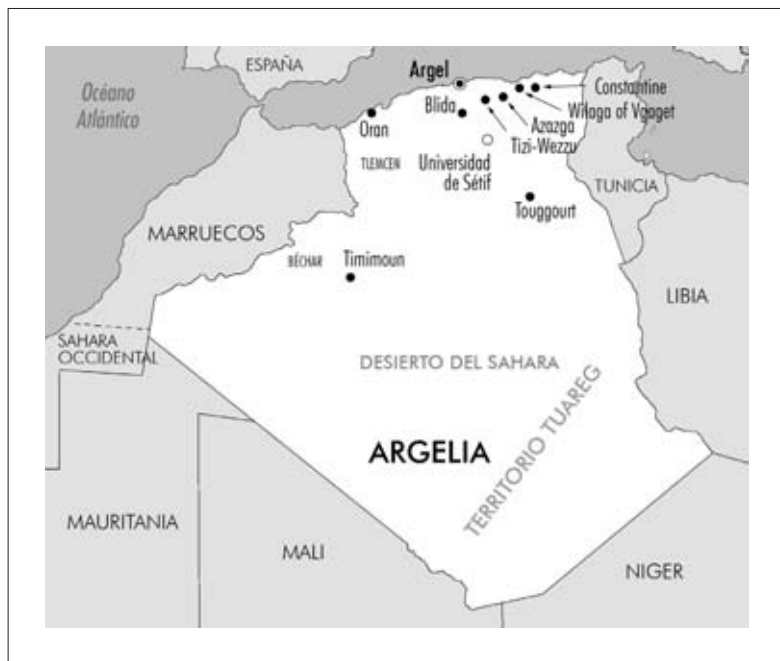 ESPAÑA
Océano
Atlántico
Argel
Constantine
Wilaga of Vgaget
Oran
Blida
Azazga
Tizi-Wezzu
TLEMCEN
Universidad
de Sétif
TUNICIA
Touggourt
MARRUECOS
BÉCHAR
Timimoun
LIBIA
SAHARA
OCCIDENTAL
DESIERTO DEL SAHARA
TERRITORIO TUAREG
ARGELIA
MAURITANIA
MALI
NIGER